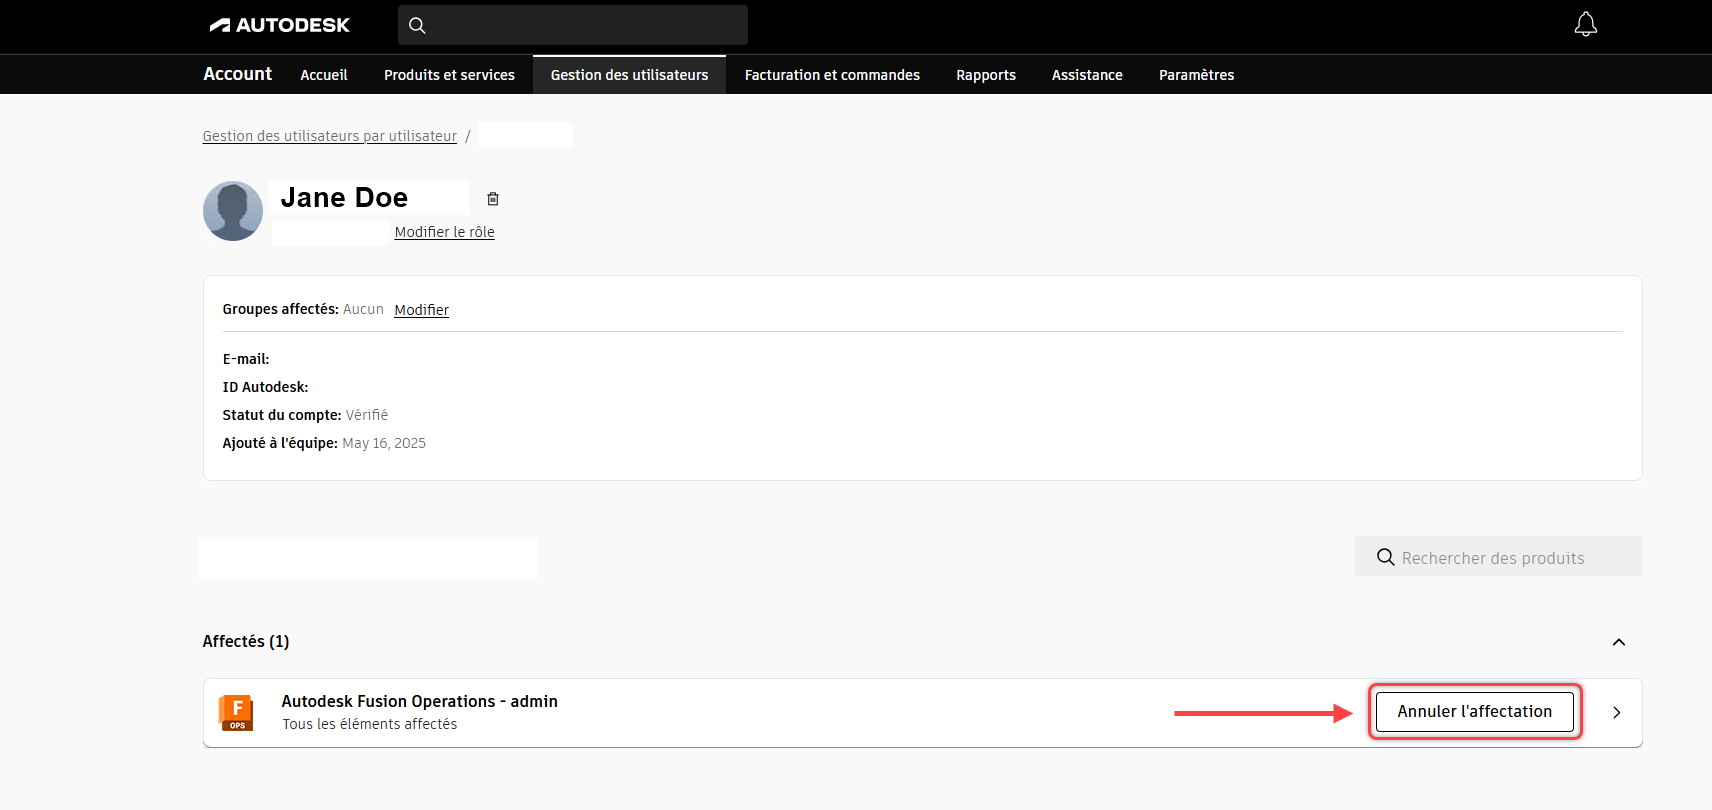 AUTODESK
Account Accueil Produits et services Gestion des utilisateurs Facturation et commandes Rapports Assistance Paramètres
Gestion des utilisateurs par utilisateur /
Jane Doe
Modifier le rôle
Groupes affectés: Aucun Modifier
E-mail:
ID Autodesk:
Statut du compte: Vérifié
Ajouté à l'équipe: May 16, 2025
Rechercher des produits
Affectés (1)
F OPS
Autodesk Fusion Operations - admin
Tous les éléments affectés
Annuler l'affectation